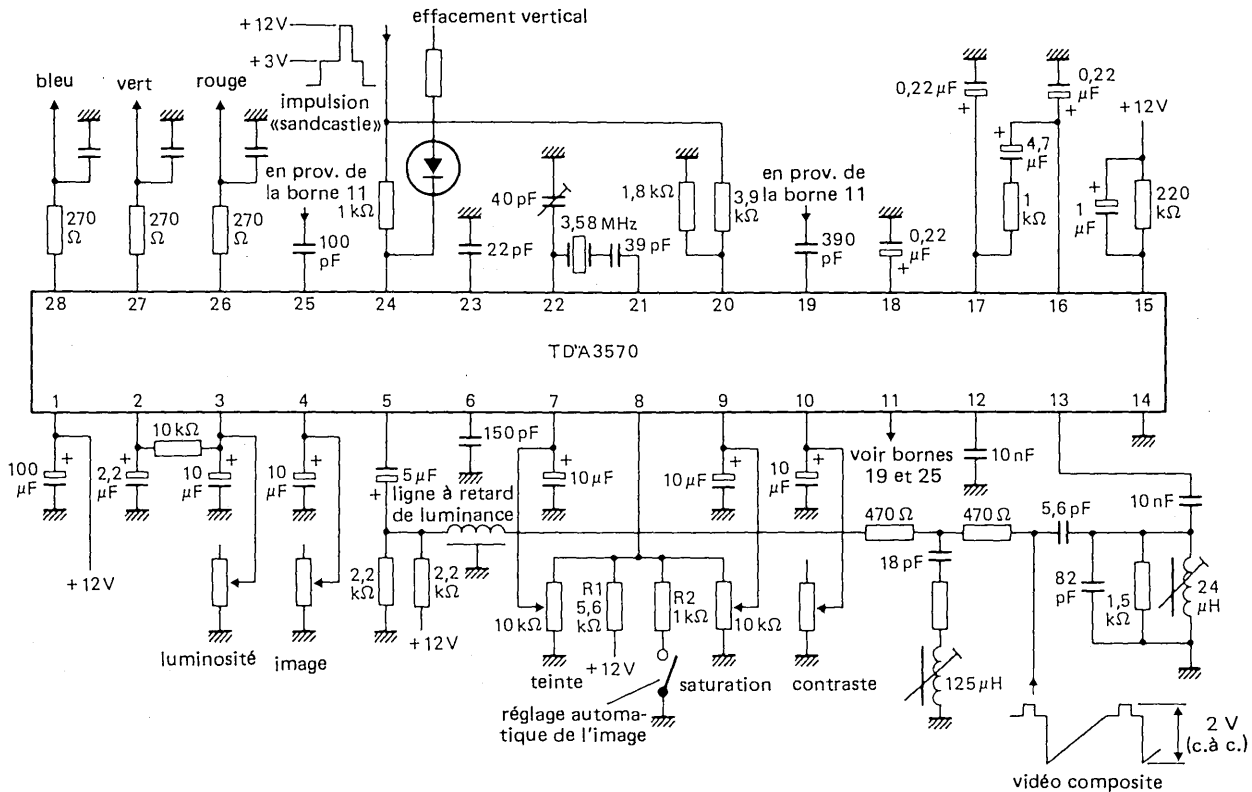 effacement vertical
+12V
+3V
bleu
vert
rouge
impulsion
«sandcastle»
en prov. de
la borne 11
270
Ω
270
Ω
270
Ω
100
pF
1 kΩ
22 pF
40 pF
3,58 MHz
39 pF
1,8 kΩ
3,9
kΩ
en prov. de
la borne 11
390
pF
0,22
µF
+
0,22 µF
+
0,22
µF
+
+
4,7
µF
1
kΩ
+12V
+
1
µF
220
kΩ
28
27
26
25
24
23
22
21
20
19
18
17
16
15
TDA3570
1
2
3
4
5
6
7
8
9
10
11
12
13
14
100
µF
+
+12V
2,2
µF
+
10 kΩ
10
µF
+
10
µF
+
5 µF
+
150 pF
ligne à retard
de luminance
+
10 µF
+
10 µF
+
10
µF
voir bornes
19 et 25
10 nF
10 nF
470 Ω
470 Ω
5,6 pF
18 pF
82
pF
1,5
kΩ
24
µH
125 µH
2,2
kΩ
2,2
kΩ
+12V
10 kΩ
R1
5,6
kΩ
+12V
R2
1 kΩ
10 kΩ
luminosité
image
teinte
saturation
contraste
réglage automa-
tique de l'image
2 V
(c.à c.)
vidéo composite